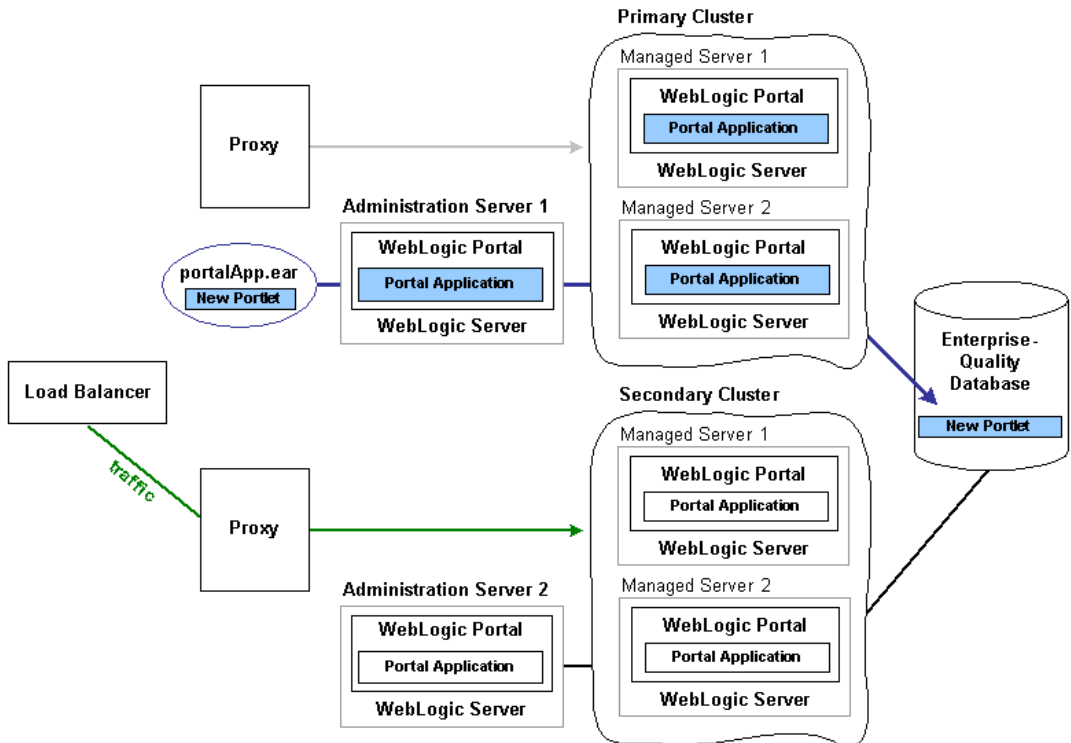 Primary Cluster
Managed Server 1
WebLogic Portal
Portal Application
WebLogic Server
Proxy
Managed Server 2
WebLogic Portal
Portal Application
WebLogic Server
Administration Server 1
WebLogic Portal
Portal Application
WebLogic Server
portalApp.ear
New Portlet
Enterprise-
Quality
Database
New Portlet
Load Balancer
traffic
Secondary Cluster
Managed Server 1
WebLogic Portal
Portal Application
WebLogic Server
Proxy
Managed Server 2
WebLogic Portal
Portal Application
WebLogic Server
Administration Server 2
WebLogic Portal
Portal Application
WebLogic Server